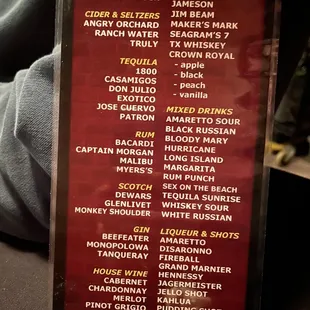 CIDER & SELTZERS
ANGRY ORCHARD
RANCH WATER
TRULY
TEQUILA
1800
CASAMIGOS
DON JULIO
EXOTICO
JOSE CUERVO
PATRON
RUM
BACARDI
CAPTAIN MORGAN
MALIBU
MYERS'S
SCOTCH
DEWARS
GLENLIVET
MONKEY SHOULDER
GIN
BEEFEATER
MONOPOLOWA
TANQUERAY
HOUSE WINE
CABERNET
CHARDONNAY
MERLOT
PINOT GRIGIO
JAMESON
JIM BEAM
MAKER'S MARK
SEAGRAM'S 7
TX WHISKEY
CROWN ROYAL
- apple
- black
- peach
- vanilla
MIXED DRINKS
AMARETTO SOUR
BLACK RUSSIAN
BLOODY MARY
HURRICANE
LONG ISLAND
MARGARITA
RUM PUNCH
SEX ON THE BEACH
TEQUILA SUNRISE
WHISKEY SOUR
WHITE RUSSIAN
LIQUEUR & SHOTS
AMARETTO
DISARONNO
FIREBALL
GRAND MARNIER
HENNESSY
JAGERMEISTER
JELLO SHOT
KAHLUA
PUDDING SHOT